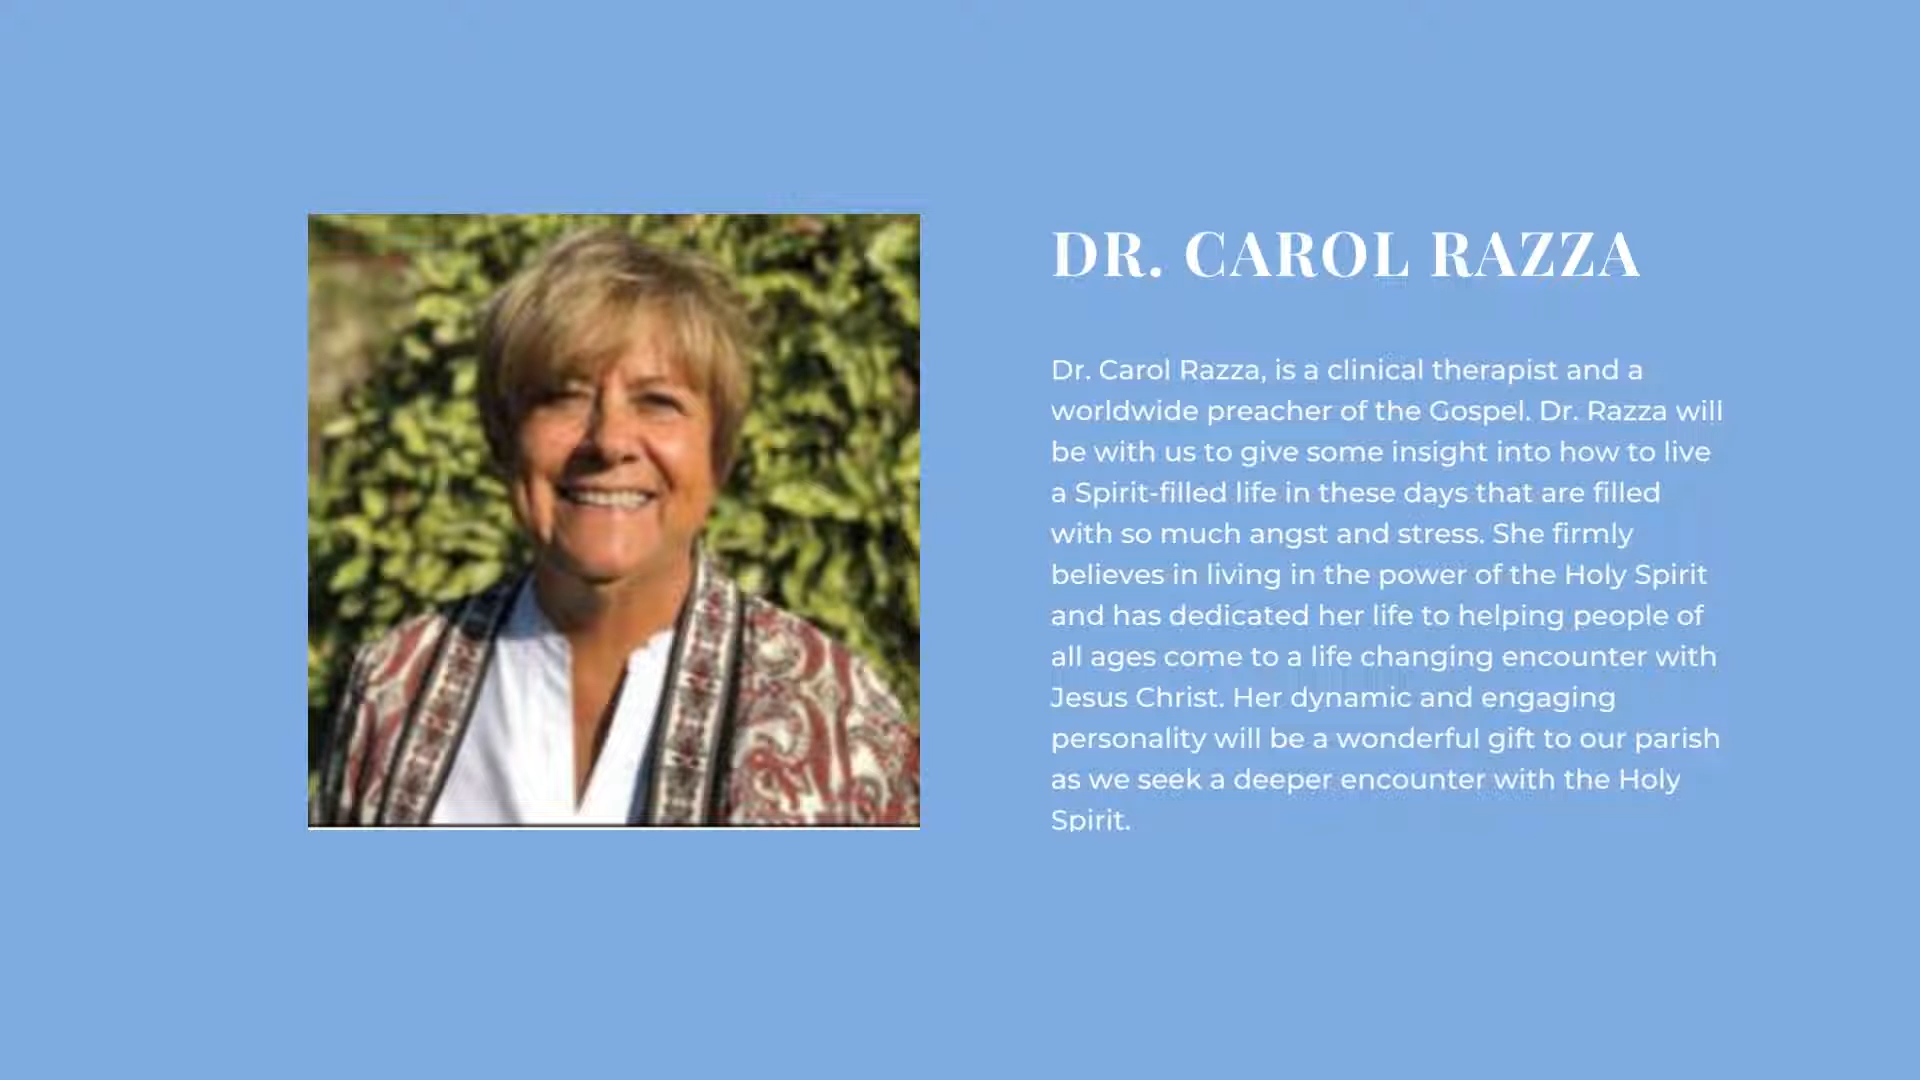 DR. CAROL RAZZA
Dr. Carol Razza, is a clinical therapist and a
worldwide preacher of the Gospel. Dr. Razza will
be with us to give some insight into how to live
a Spirit-filled life in these days that are filled
with so much angst and stress. She firmly
believes in living in the power of the Holy Spirit
and has dedicated her life to helping people of
all ages come to a life changing encounter with
Jesus Christ. Her dynamic and engaging
personality will be a wonderful gift to our parish
as we seek a deeper encounter with the Holy
Spirit.